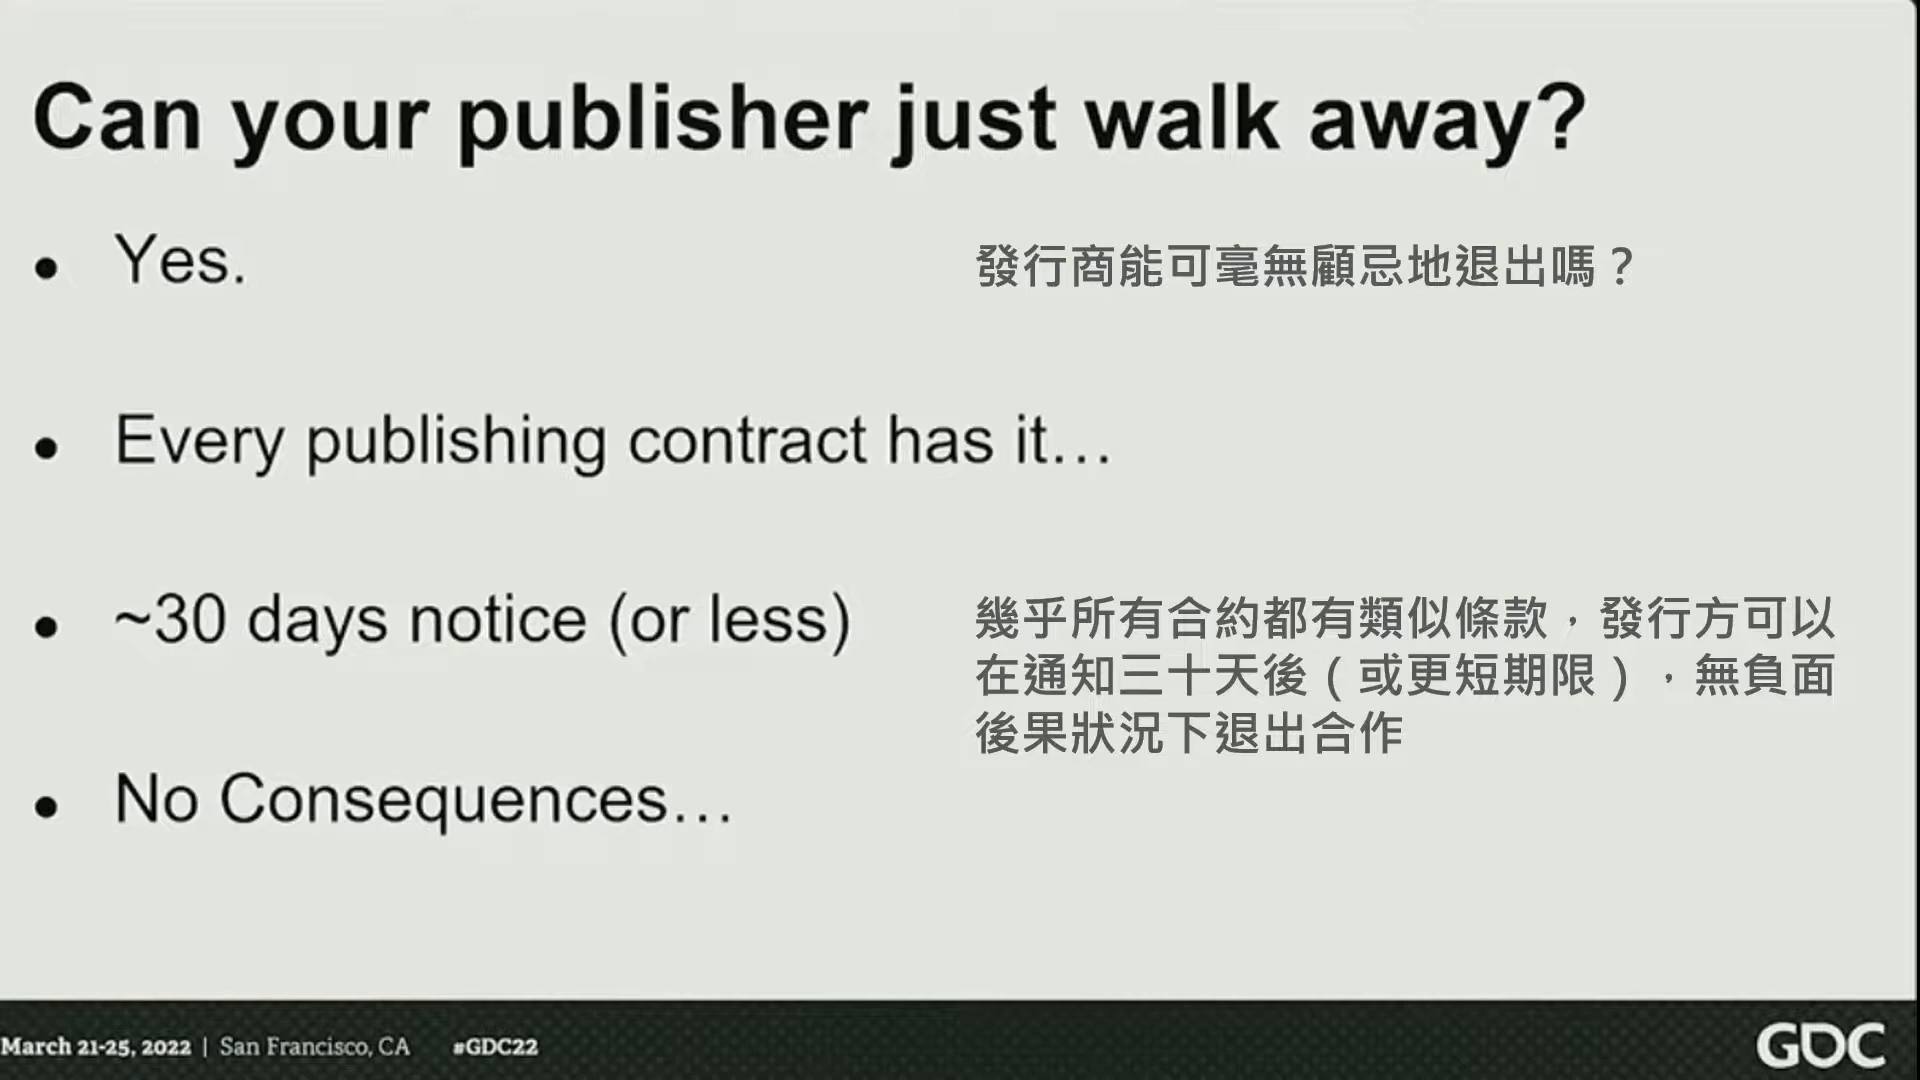 Can your publisher just walk away?
• Yes.
發行商能可毫無顧忌地退出嗎？
• Every publishing contract has it…
• ~30 days notice (or less)
幾乎所有合約都有類似條款，發行方可以
在通知三十天後（或更短期限），無負面
後果狀況下退出合作
• No Consequences…
March 21-25, 2022 | San Francisco, CA #GDC22
GDC